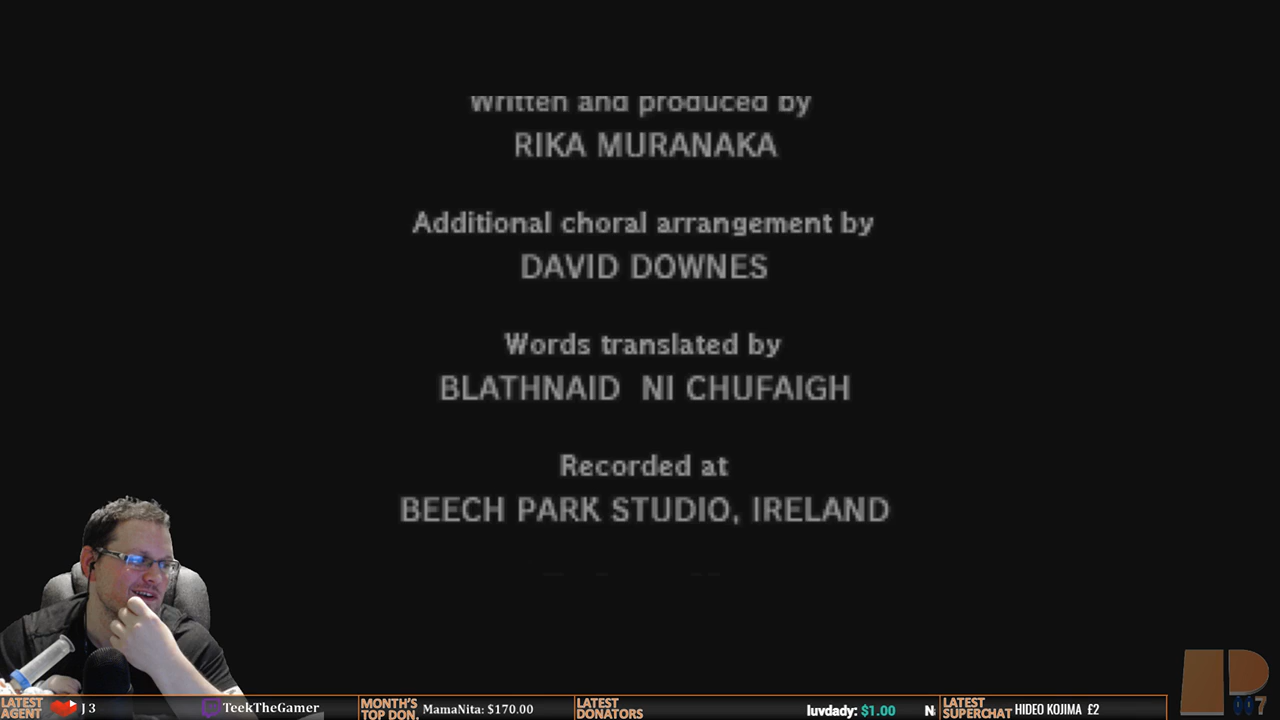 Written and produced by
RIKA MURANAKA
Additional choral arrangement by
DAVID DOWNES
Words translated by
BLATHNAID NI CHUFAIGH
Recorded at
BEECH PARK STUDIO, IRELAND
P
7
LATEST
AGENT
J 3
TeekTheGamer
MONTH'S
TOP DON.
MamaNita: $170.00
LATEST
DONATORS
luvdady: $1.00
LATEST
SUPERCHAT
HIDEO KOJIMA £2